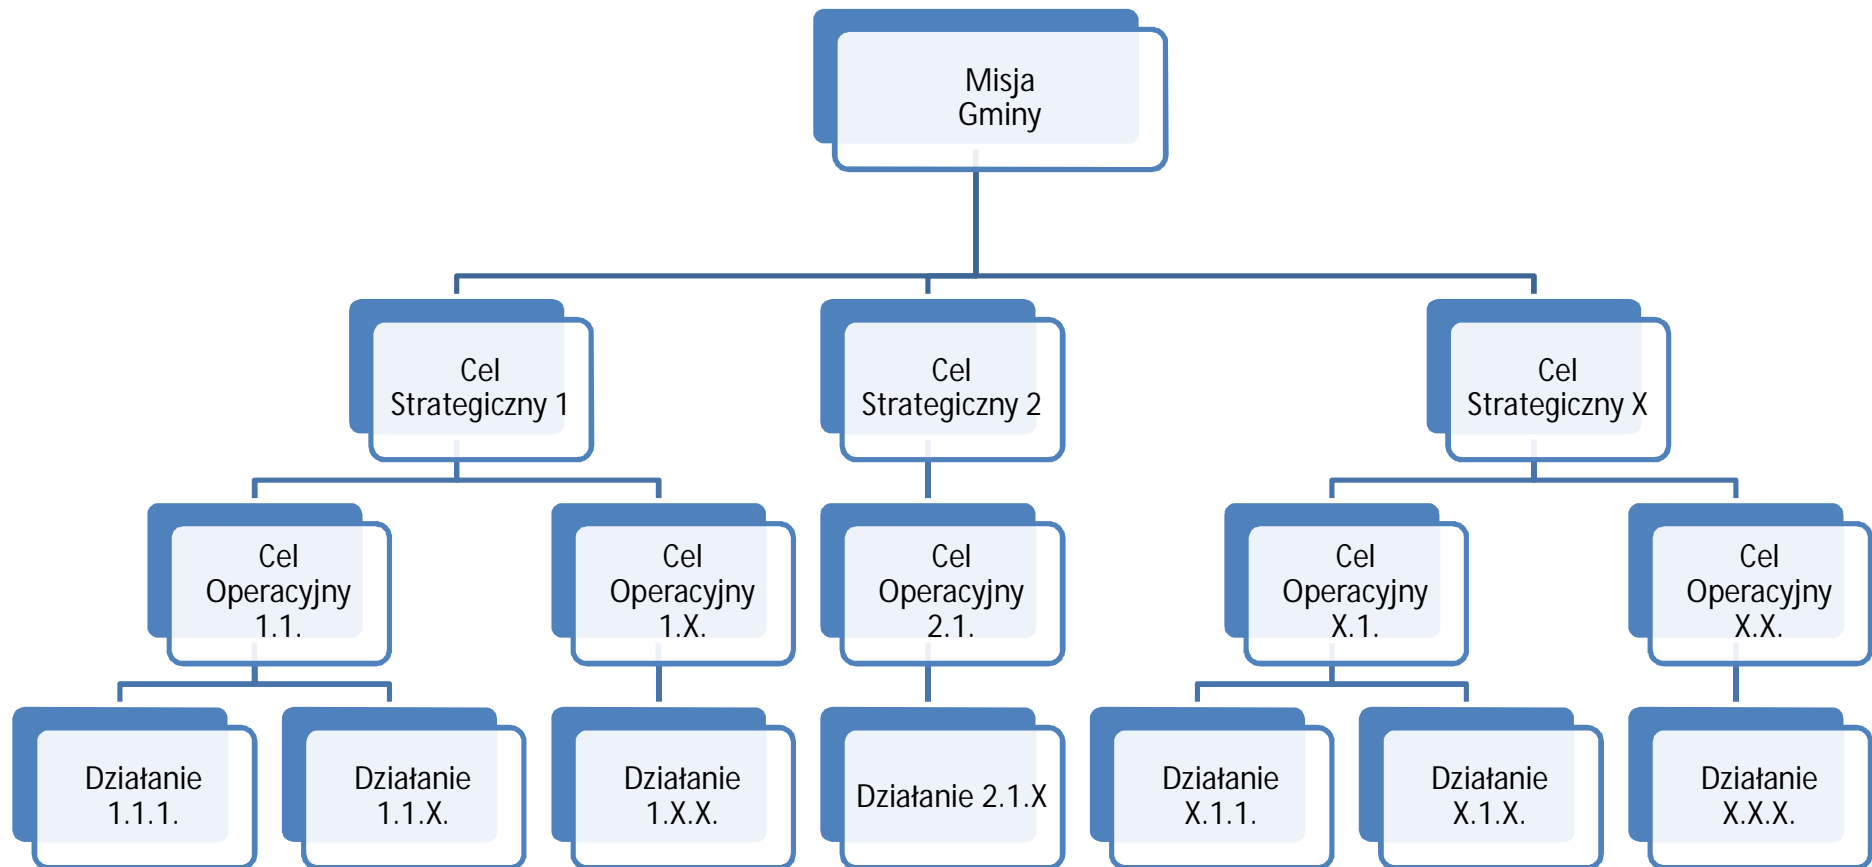 Misja
Gminy
Cel
Strategiczny 1
Cel
Strategiczny 2
Cel
Strategiczny X
Cel
Operacyjny
1.1.
Cel
Operacyjny
1.X.
Cel
Operacyjny
2.1.
Cel
Operacyjny
X.1.
Cel
Operacyjny
X.X.
Działanie
1.1.1.
Działanie
1.1.X.
Działanie
1.X.X.
Działanie 2.1.X
Działanie
X.1.1.
Działanie
X.1.X.
Działanie
X.X.X.